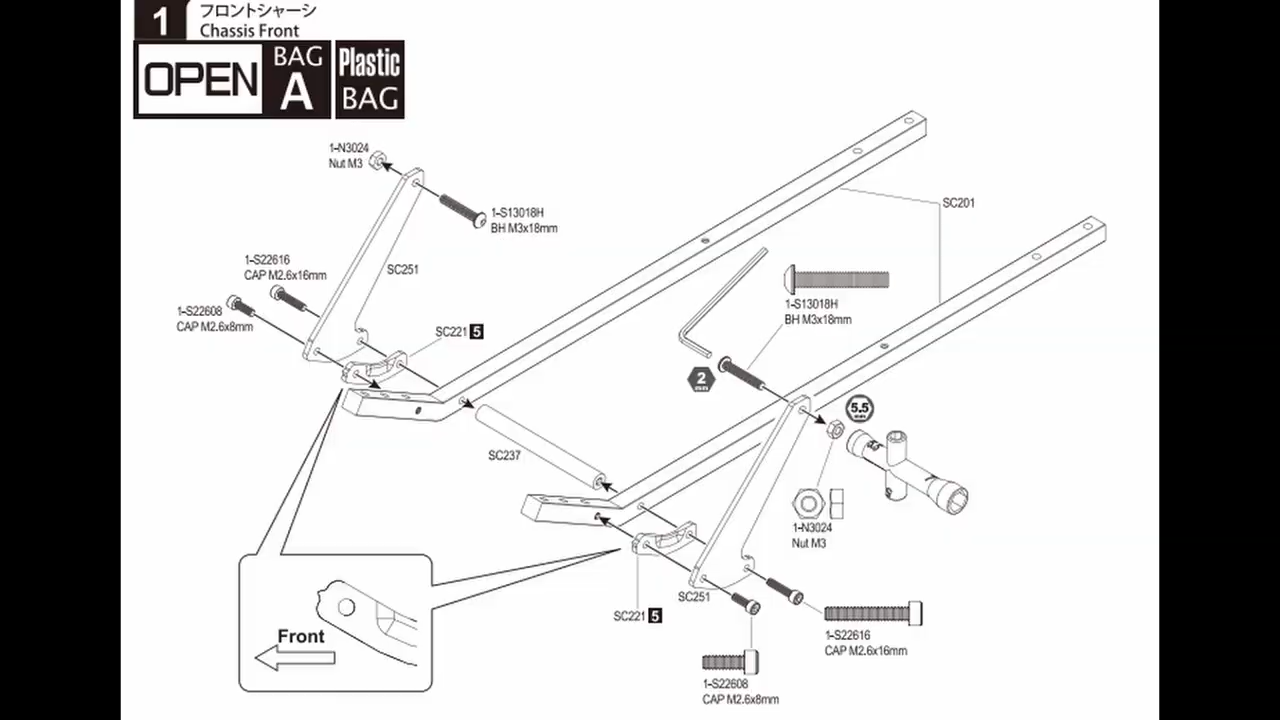 1
フロントシャーシ
Chassis Front
OPEN
BAG
A
Plastic
BAG
1-N3024
Nut M3
1-S13018H
BH M3x18mm
SC201
1-S22616
CAP M2.6x16mm
SC251
1-S22608
CAP M2.6x8mm
1-S13018H
BH M3x18mm
SC221 5
2
mm
5.5
mm
SC237
1-N3024
Nut M3
SC251
SC221 5
Front
1-S22616
CAP M2.6x16mm
1-S22608
CAP M2.6x8mm